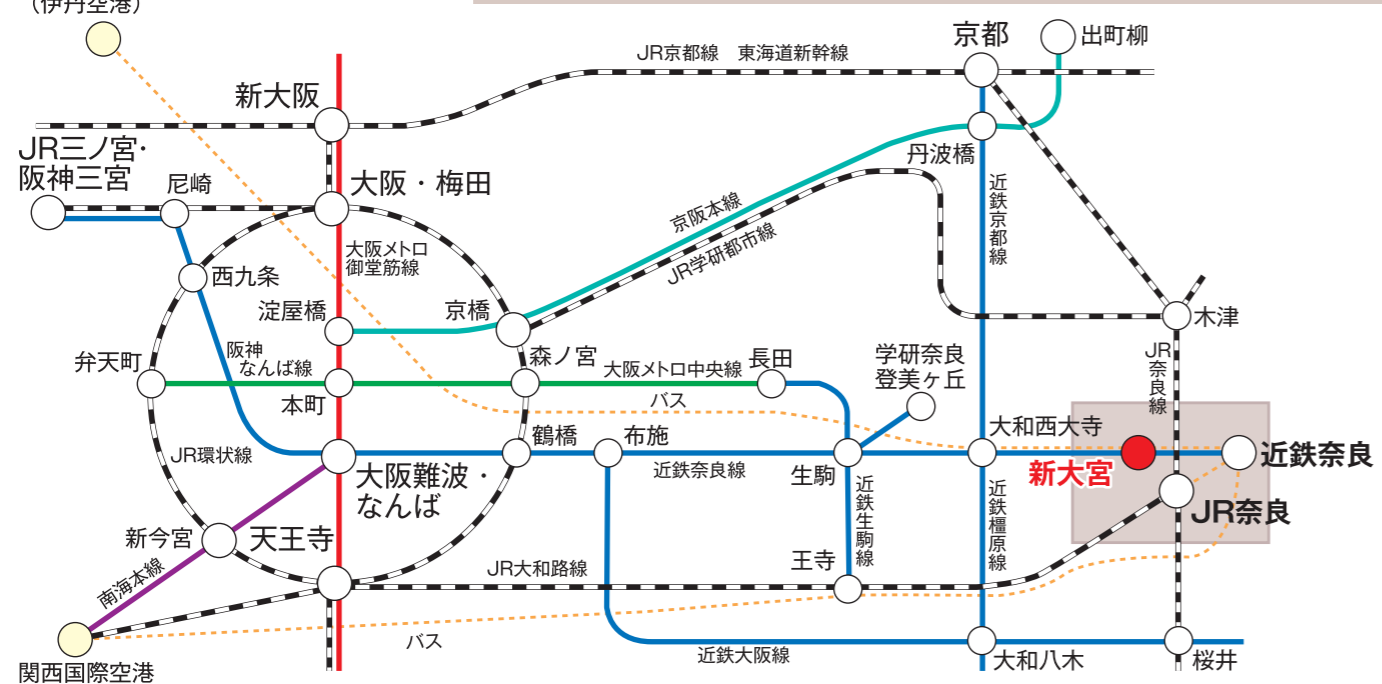 （伊丹空港）
京都
出町柳
JR京都線 東海道新幹線
新大阪
JR三ノ宮・
阪神三宮
尼崎
大阪・梅田
丹波橋
近鉄京都線
京阪本線
JR学研都市線
大阪メトロ
御堂筋線
西九条
淀屋橋
京橋
木津
阪神
なんば線
弁天町
森ノ宮
大阪メトロ中央線
長田
学研奈良
登美ヶ丘
JR奈良線
本町
バス
大和西大寺
鶴橋
布施
JR環状線
近鉄奈良線
生駒
新大宮
近鉄奈良
大阪難波・
なんば
近鉄生駒線
近鉄橿原線
JR奈良
新今宮
天王寺
王寺
JR大和路線
南海本線
バス
近鉄大阪線
大和八木
桜井
関西国際空港